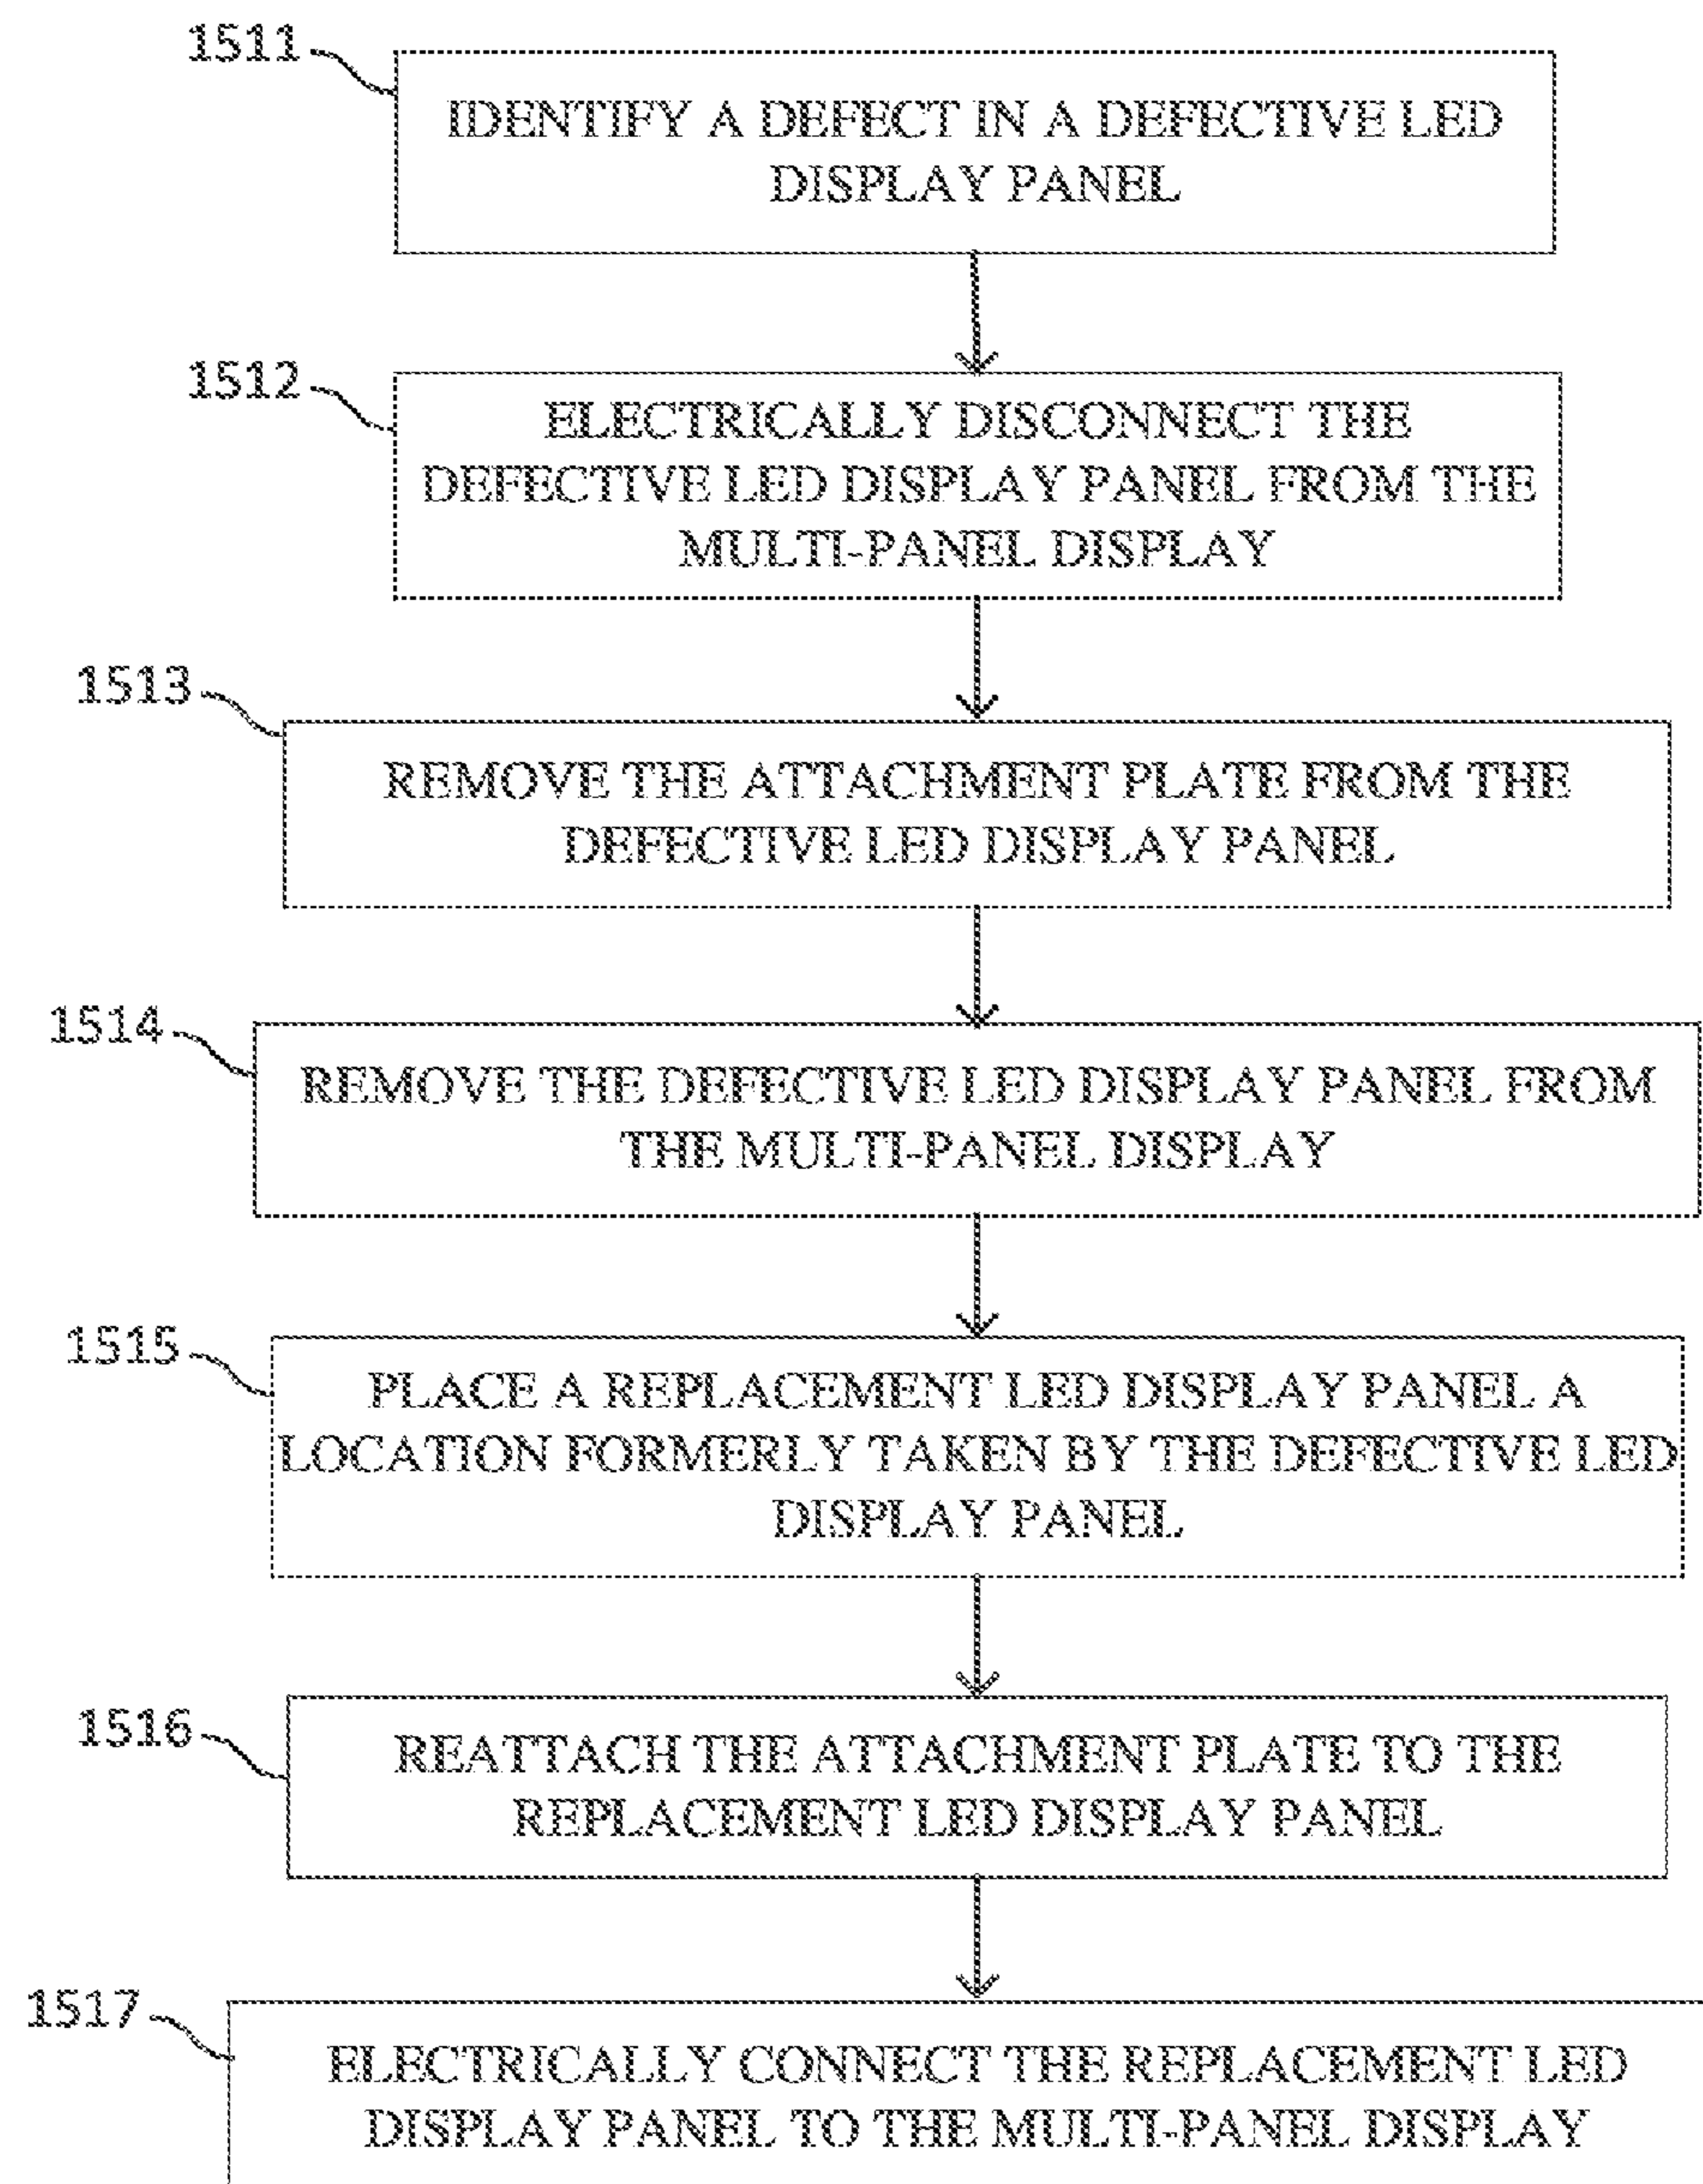 1511
IDENTIFY A DEFECT IN A DEFECTIVE LED
DISPLAY PANEL
1512
ELECTRICALLY DISCONNECT THE
DEFECTIVE LED DISPLAY PANEL FROM THE
MULTI-PANEL DISPLAY
1513
REMOVE THE ATTACHMENT PLATE FROM THE
DEFECTIVE LED DISPLAY PANEL
1514
REMOVE THE DEFECTIVE LED DISPLAY PANEL FROM
THE MULTI-PANEL DISPLAY
1515
PLACE A REPLACEMENT LED DISPLAY PANEL A
LOCATION FORMERLY TAKEN BY THE DEFECTIVE LED
DISPLAY PANEL
1516
REATTACH THE ATTACHMENT PLATE TO THE
REPLACEMENT LED DISPLAY PANEL
1517
ELECTRICALLY CONNECT THE REPLACEMENT LED
DISPLAY PANEL TO THE MULTI-PANEL DISPLAY